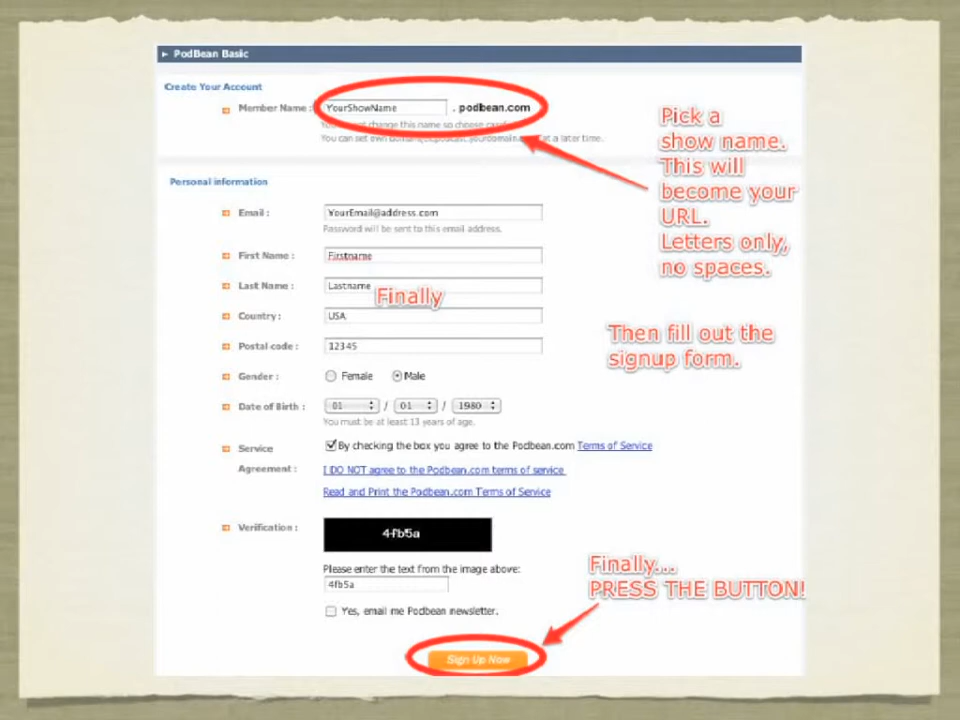 PodBean Basic
Create Your Account
Member Name : YourShowName . podbean.com
change this name so choose
You can set own at a later time.
Pick a
show name.
This will
become your
URL.
Letters only,
no spaces.
Personal information
Email : YourEmail@address.com
Password will be sent to this email address.
First Name : Firstname
Last Name : Lastname
Finally
Country : USA
Postal code : 12345
Then fill out the
signup form.
Gender : Female Male
Date of Birth : 01 / 01 / 1980
You must be at least 13 years of age.
Service By checking the box you agree to the Podbean.com Terms of Service
Agreement : I DO NOT agree to the Podbean.com terms of service
Read and Print the Podbean.com Terms of Service
Verification : 4fb5a
Please enter the text from the image above:
4fb5a
Finally...
PRESS THE BUTTON!
Yes, email me Podbean newsletter.
Sign Up Now